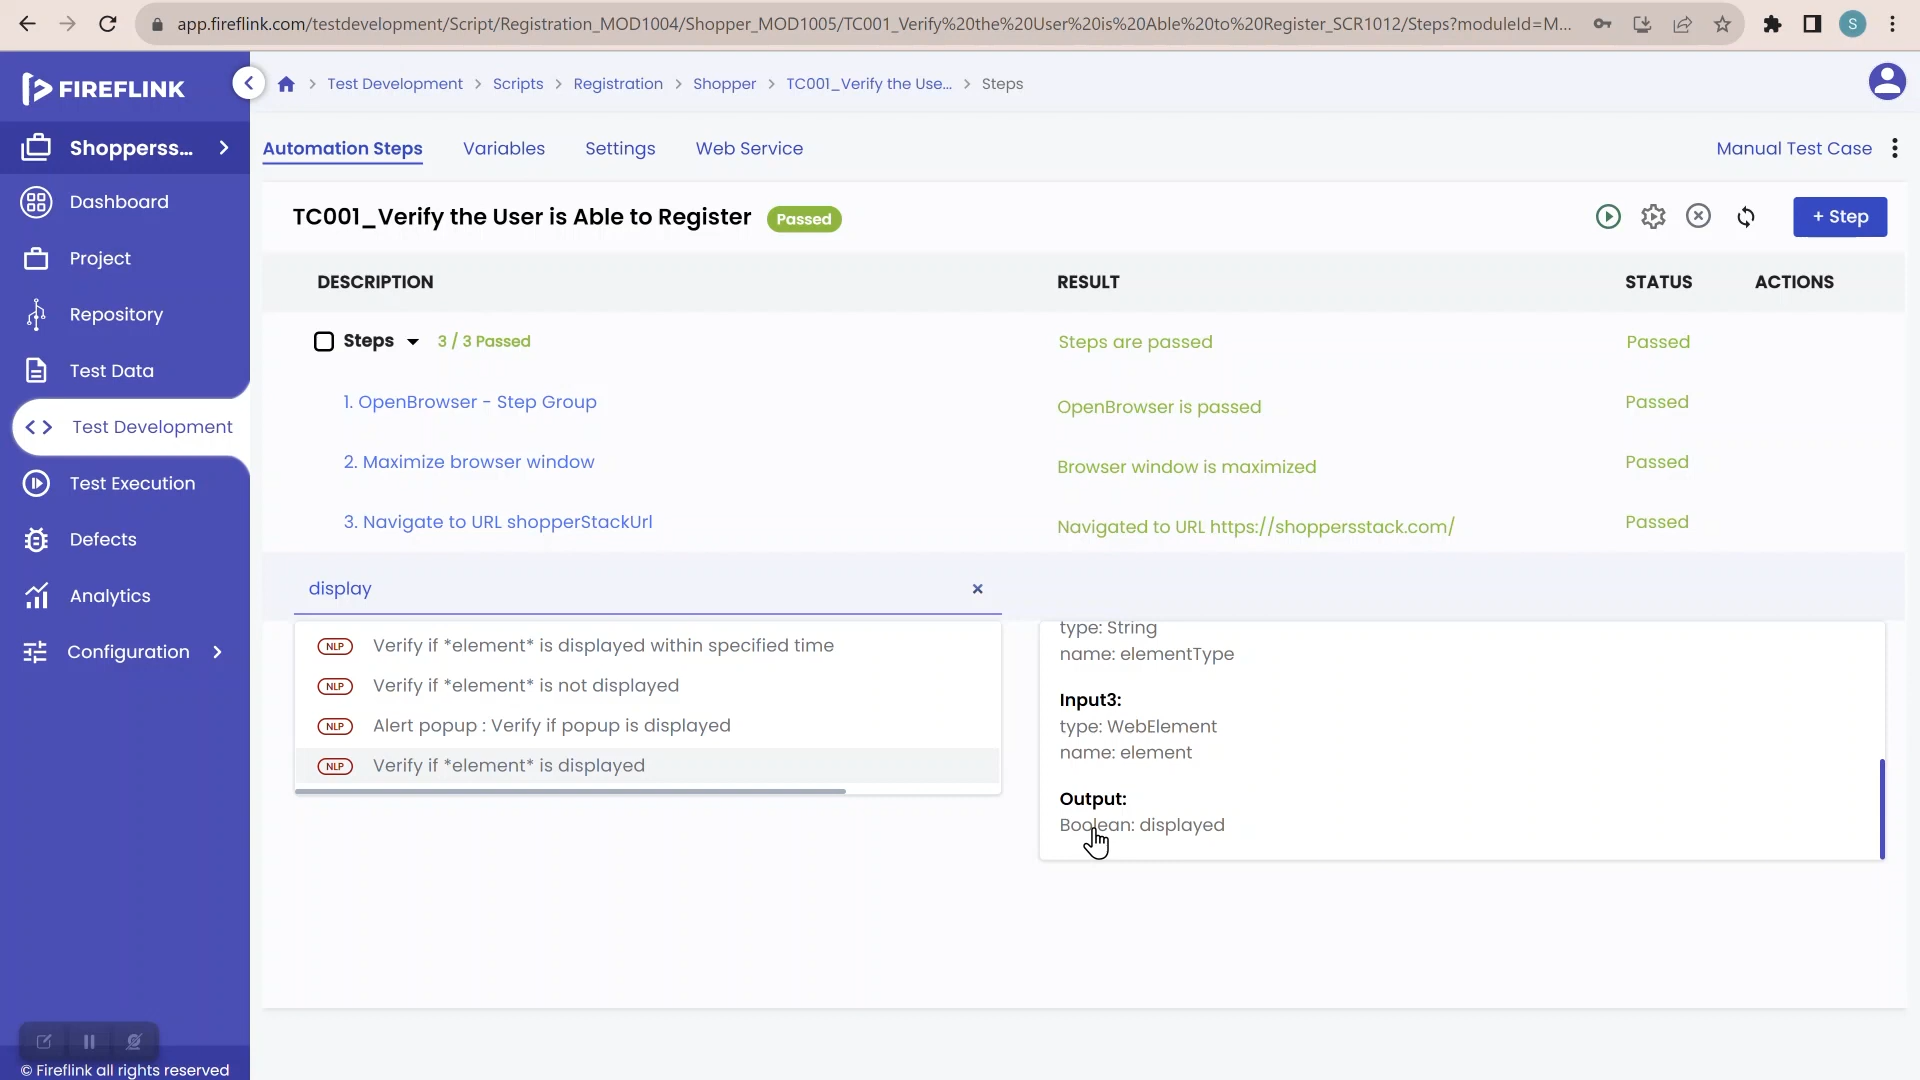 app.fireflink.com/testdevelopment/Script/Registration_MOD1004/Shopper_MOD1005/TC001_Verify%20the%20User%20is%20Able%20to%20Register_SCR1012/Steps?moduleId=M...
S
FIREFLINK
Test Development
Scripts
Registration
Shopper
TC001_Verify the Use...
Steps
Shopperss...
Automation Steps
Variables
Settings
Web Service
Manual Test Case
Dashboard
Project
Repository
Test Data
Test Development
Test Execution
Defects
Analytics
Configuration
TC001_Verify the User is Able to Register
Passed
+ Step
DESCRIPTION
RESULT
STATUS
ACTIONS
Steps
3 / 3 Passed
Steps are passed
Passed
1. OpenBrowser - Step Group
OpenBrowser is passed
Passed
2. Maximize browser window
Browser window is maximized
Passed
3. Navigate to URL shopperStackUrl
Navigated to URL https://shoppersstack.com/
Passed
display
NLP Verify if *element* is displayed within specified time
NLP Verify if *element* is not displayed
NLP Alert popup : Verify if popup is displayed
NLP Verify if *element* is displayed
type: String
name: elementType
Input3:
type: WebElement
name: element
Output:
Boolean: displayed
© Fireflink all rights reserved